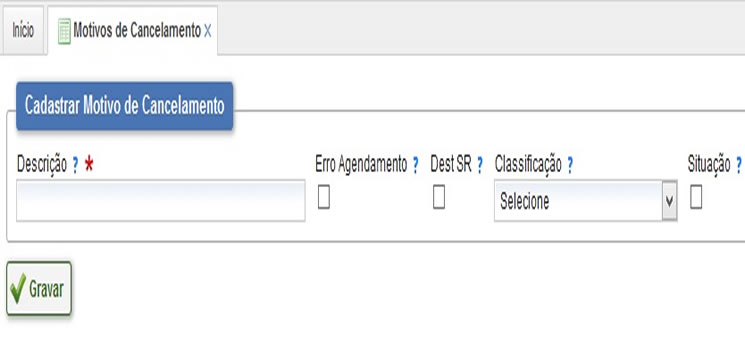 Início Motivos de Cancelamento X
Cadastrar Motivo de Cancelamento
Descrição ? * Erro Agendamento ? Dest SR ? Classificação ? Situação ?
Selecione
Gravar